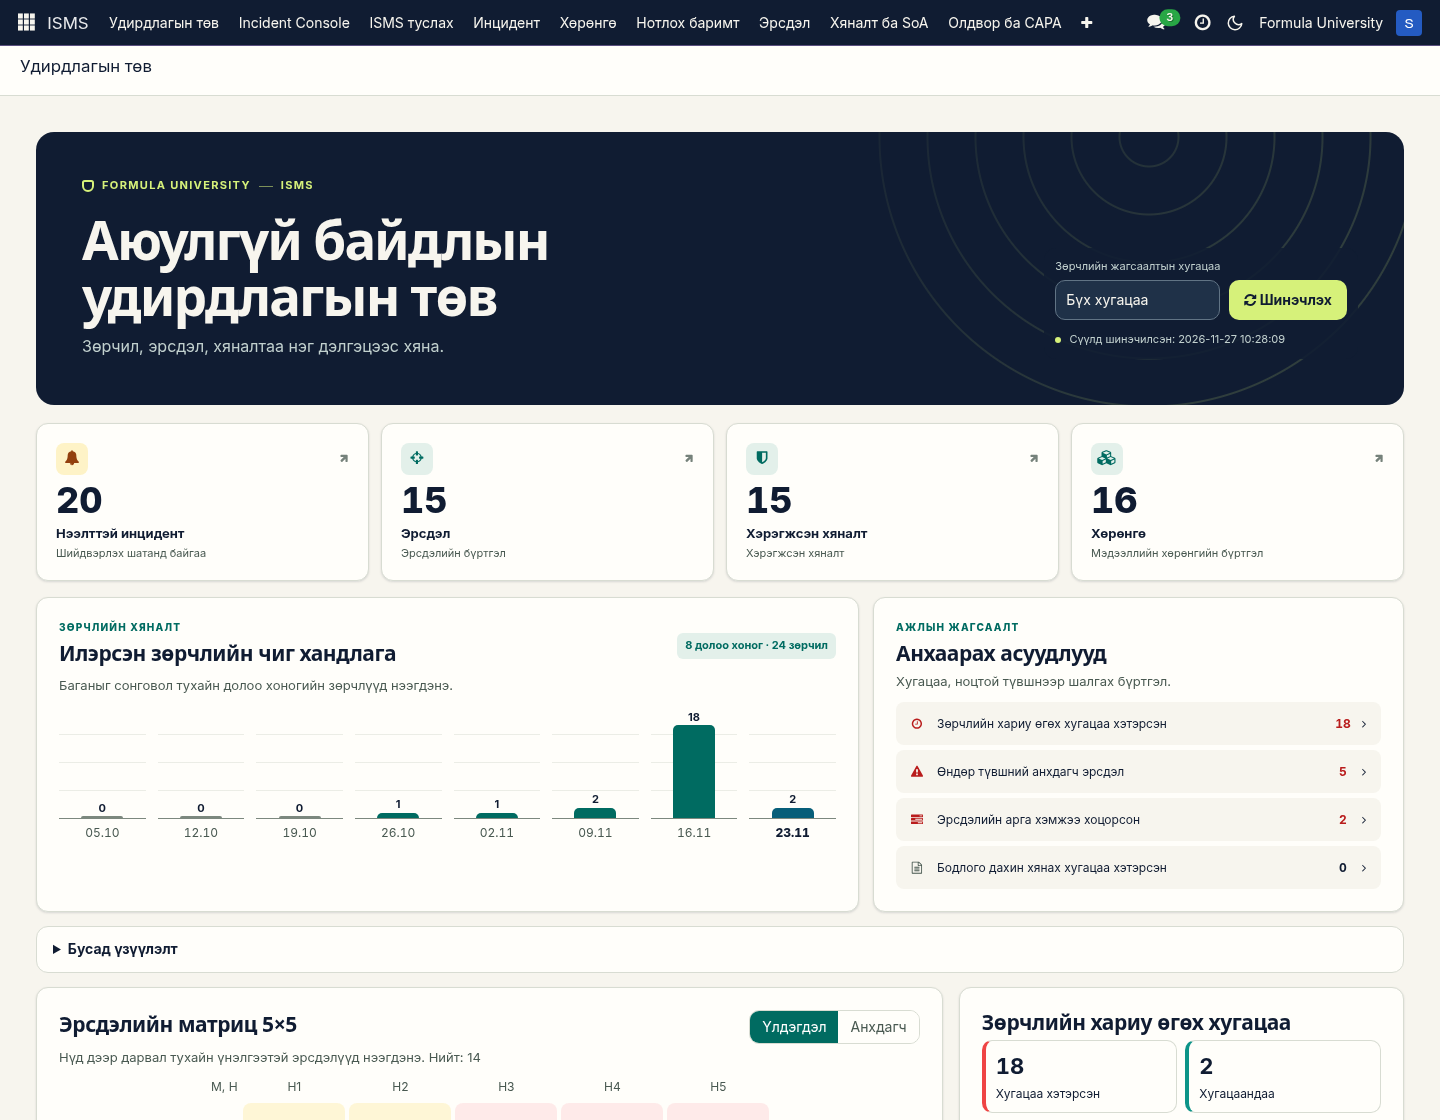 ISMS Удирдлагын төв Incident Console ISMS туслах Инцидент Хөрөнгө Нотлох баримт Эрсдэл Хяналт ба SoA Олдвор ба CAPA 3 Formula University S
Удирдлагын төв
FORMULA UNIVERSITY — ISMS
Аюулгүй байдлын
удирдлагын төв
Зөрчил, эрсдэл, хяналтаа нэг дэлгэцээс хяна.
Зөрчлийн жагсаалтын хугацаа
Бүх хугацаа Шинэчлэх
Сүүлд шинэчилсэн: 2026-11-27 10:28:09
20
Нээлттэй инцидент
Шийдвэрлэх шатанд байгаа
15
Эрсдэл
Эрсдэлийн бүртгэл
15
Хэрэгжсэн хяналт
Хэрэгжсэн хяналт
16
Хөрөнгө
Мэдээллийн хөрөнгийн бүртгэл
ЗӨРЧЛИЙН ХЯНАЛТ
Илэрсэн зөрчлийн чиг хандлага
8 долоо хоног · 24 зөрчил
Баганыг сонговол тухайн долоо хоногийн зөрчлүүд нээгдэнэ.
0 0 0 1 1 2 18 2
05.10 12.10 19.10 26.10 02.11 09.11 16.11 23.11
АЖЛЫН ЖАГСААЛТ
Анхаарах асуудлууд
Хугацаа, ноцтой түвшнээр шалгах бүртгэл.
Зөрчлийн хариу өгөх хугацаа хэтэрсэн 18
Өндөр түвшний анхдагч эрсдэл 5
Эрсдэлийн арга хэмжээ хоцорсон 2
Бодлого дахин хянах хугацаа хэтэрсэн 0
Бусад үзүүлэлт
Эрсдэлийн матриц 5×5
Үлдэгдэл Анхдагч
Нүд дээр дарвал тухайн үнэлгээтэй эрсдэлүүд нээгдэнэ. Нийт: 14
М, Н Н1 Н2 Н3 Н4 Н5
Зөрчлийн хариу өгөх хугацаа
18
Хугацаа хэтэрсэн
2
Хугацаандаа